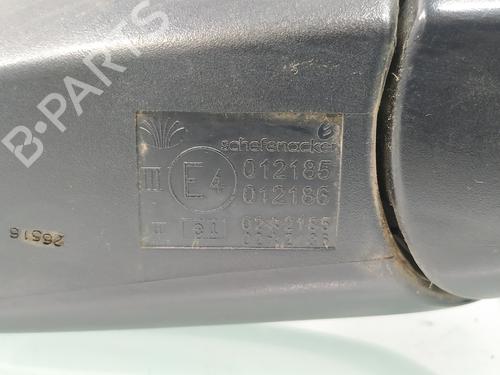 B-PARTS
schefenacker
III E4 012185
012186
II
26516